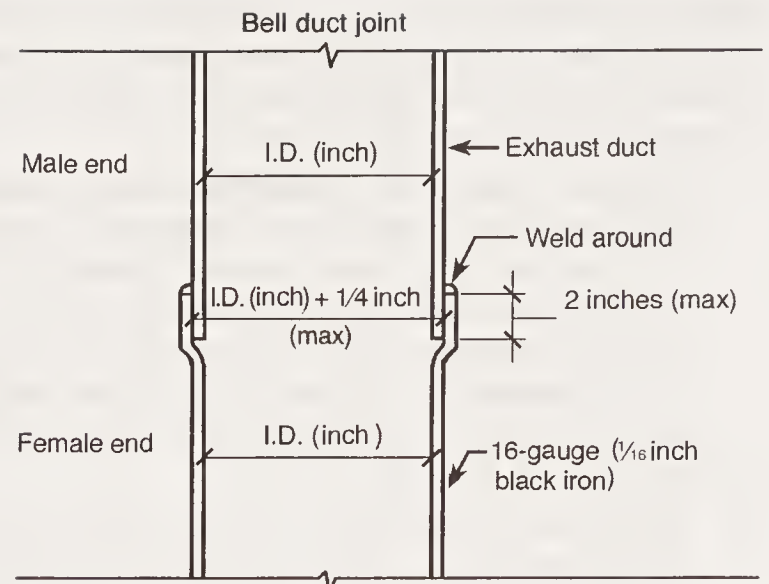 Bell duct joint
I.D. (inch)
Exhaust duct
Male end
Weld around
I.D. (inch) + 1/4 inch
(max)
2 inches (max)
Female end
I.D. (inch)
16-gauge (1/16 inch
black iron)